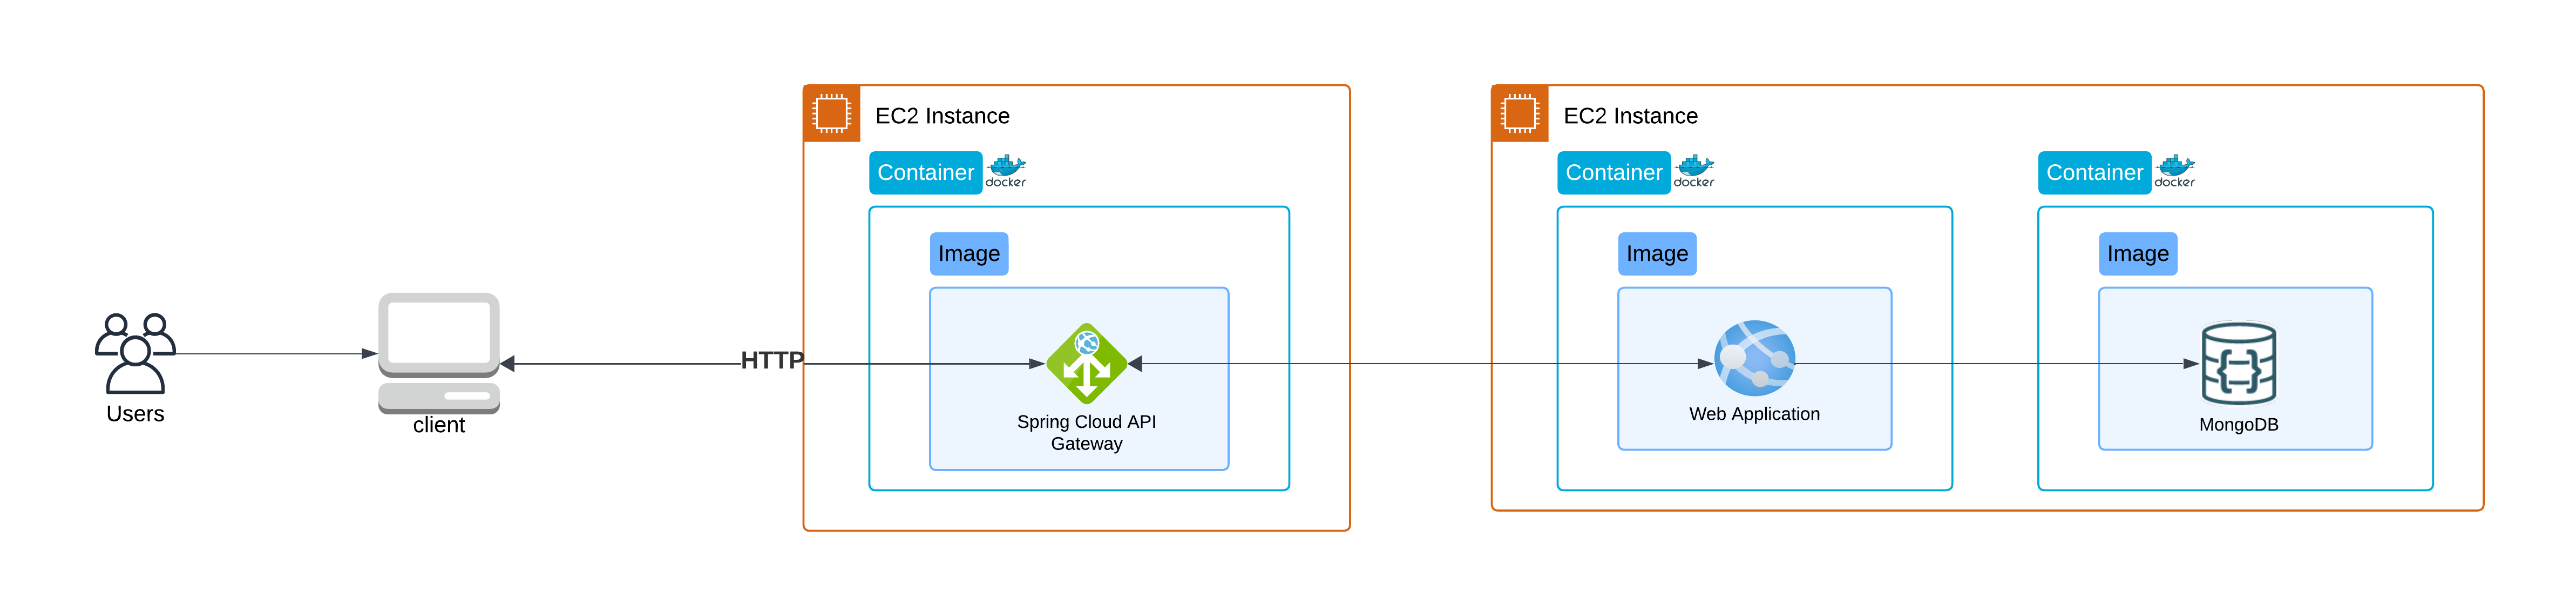 EC2 Instance
EC2 Instance
Container
docker
Container
docker
Container
docker
Image
Image
Image
HTTP
Users
client
Spring Cloud API
Gateway
Web Application
MongoDB